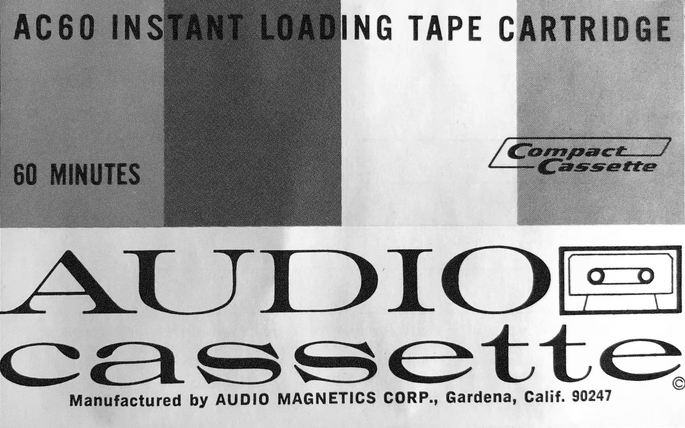 AC60 INSTANT LOADING TAPE CARTRIDGE
60 MINUTES
Compact
Cassette
AUDIO
cassette ©
Manufactured by AUDIO MAGNETICS CORP., Gardena, Calif. 90247